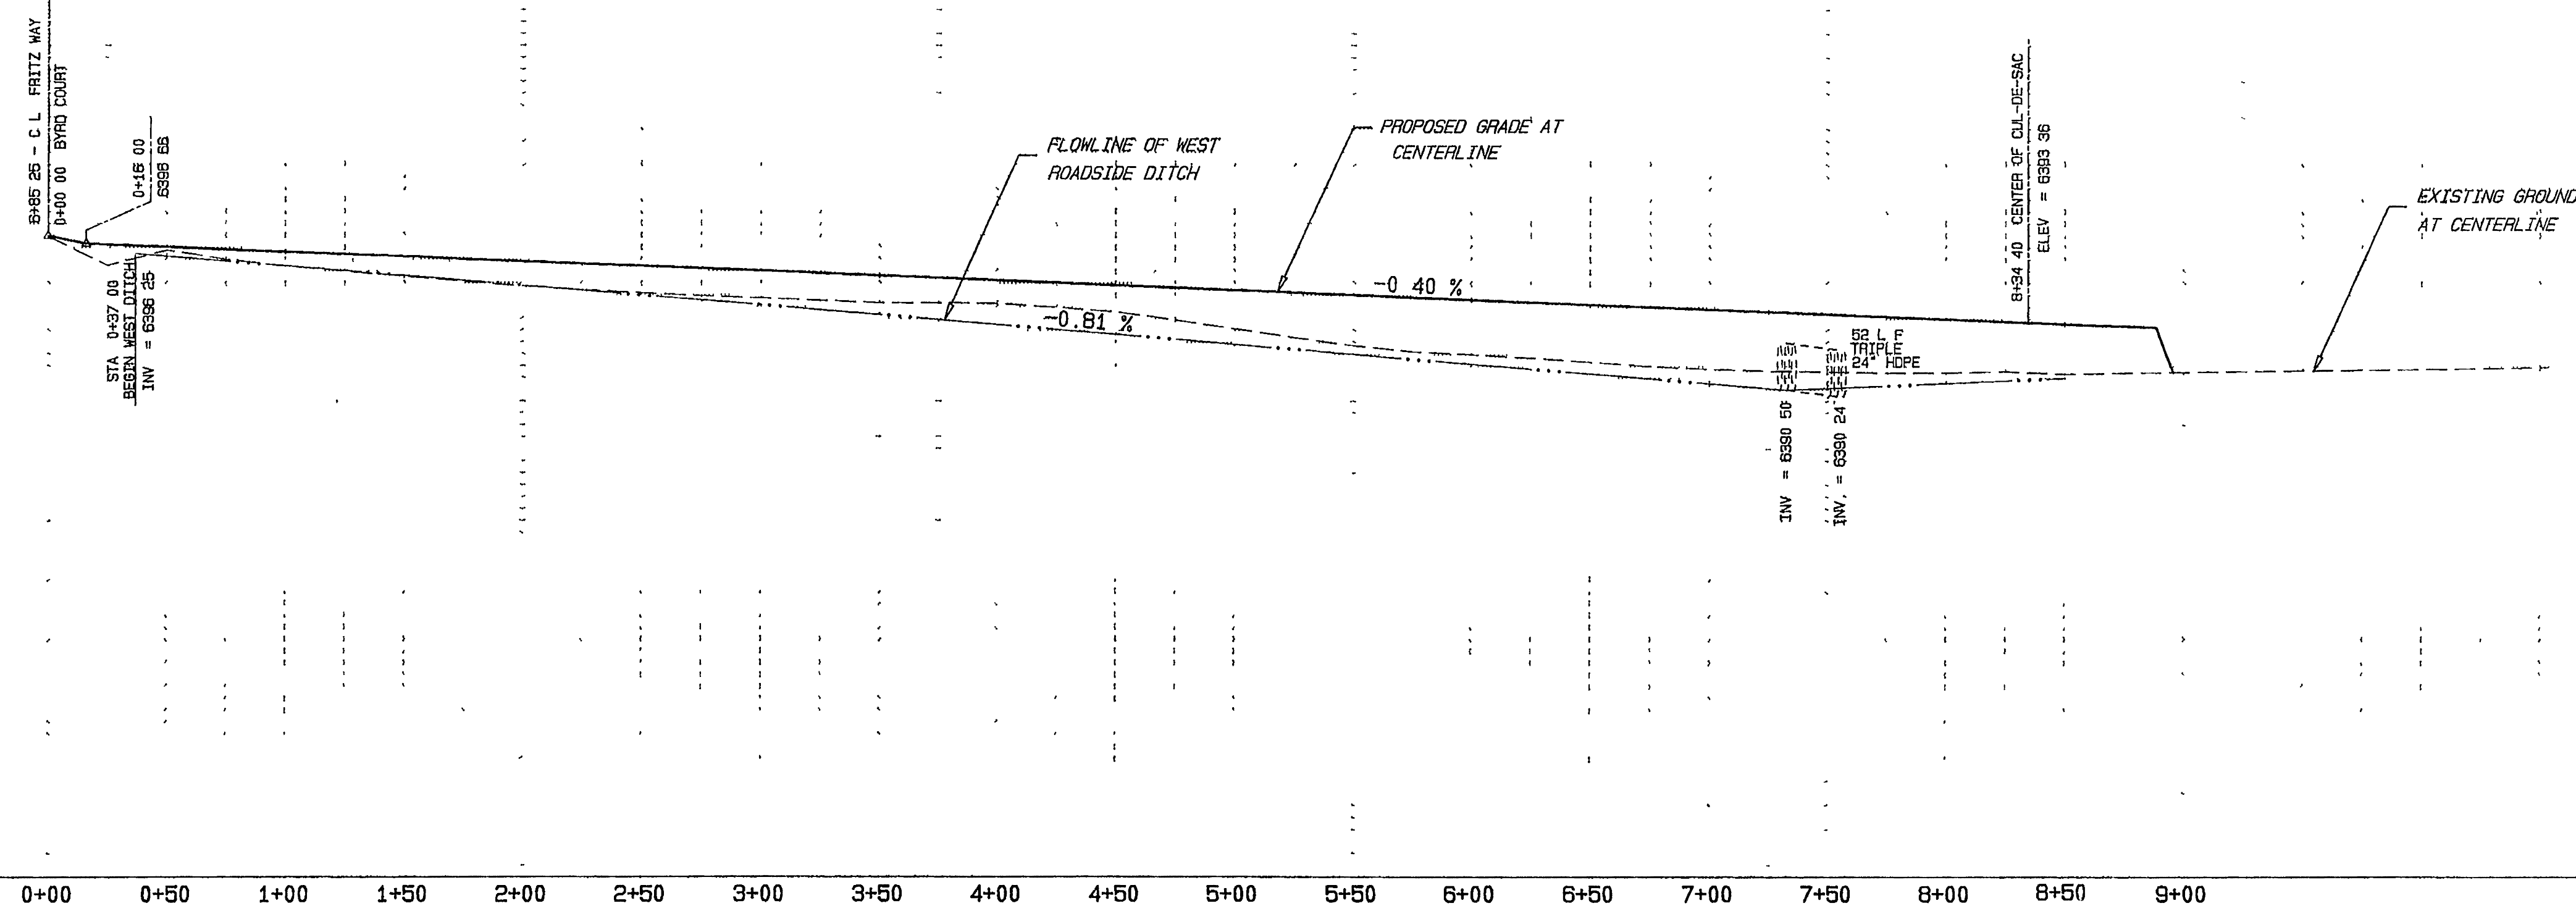 6+85 25 - C L FRITZ WAY
0+00 00 BYRD COURT
0+16 00
6396 66
STA 0+37 00
BEGIN WEST DITCH
INV = 6396 25
FLOWLINE OF WEST
ROADSIDE DITCH
PROPOSED GRADE AT
CENTERLINE
-0 40 %
-0.81 %
52 L F
TRIPLE
24" HDPE
INV = 6390 50
INV. = 6390 24
8+34 40 CENTER OF CUL-DE-SAC
ELEV = 6393 36
EXISTING GROUND
AT CENTERLINE
0+00 0+50 1+00 1+50 2+00 2+50 3+00 3+50 4+00 4+50 5+00 5+50 6+00 6+50 7+00 7+50 8+00 8+50 9+00